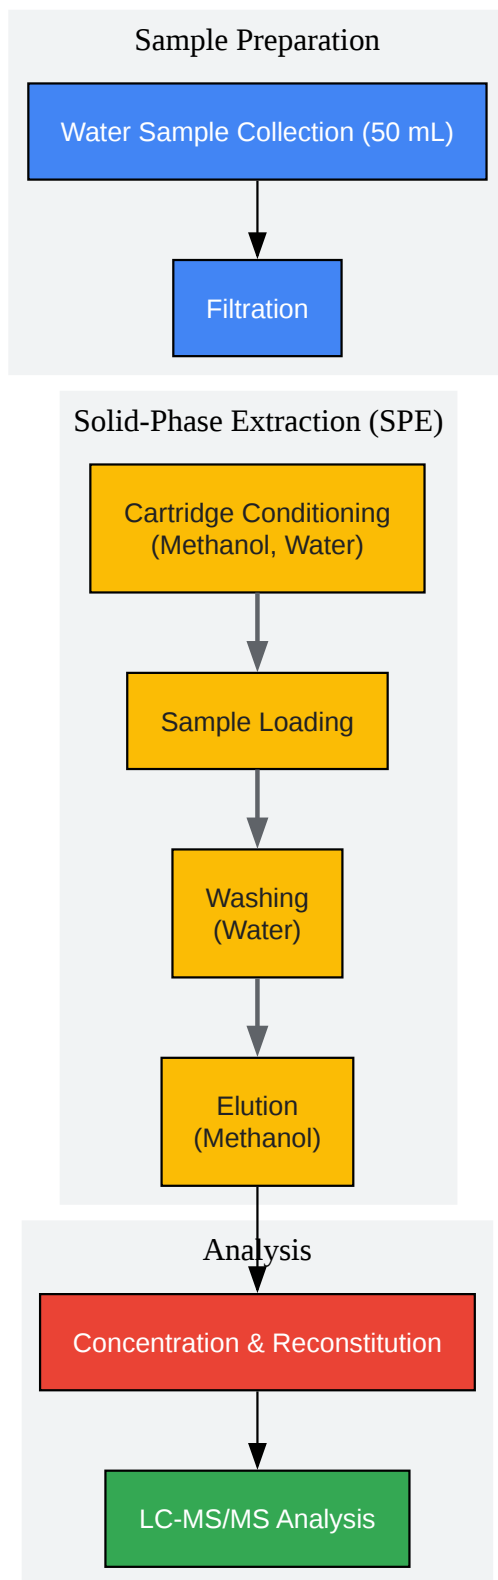 Sample Preparation
Water Sample Collection (50 mL)
Filtration
Solid-Phase Extraction (SPE)
Cartridge Conditioning
(Methanol, Water)
Sample Loading
Washing
(Water)
Elution
(Methanol)
Analysis
Concentration & Reconstitution
LC-MS/MS Analysis